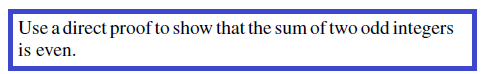 Use a direct proof to show that the sum of two odd integers
is even.